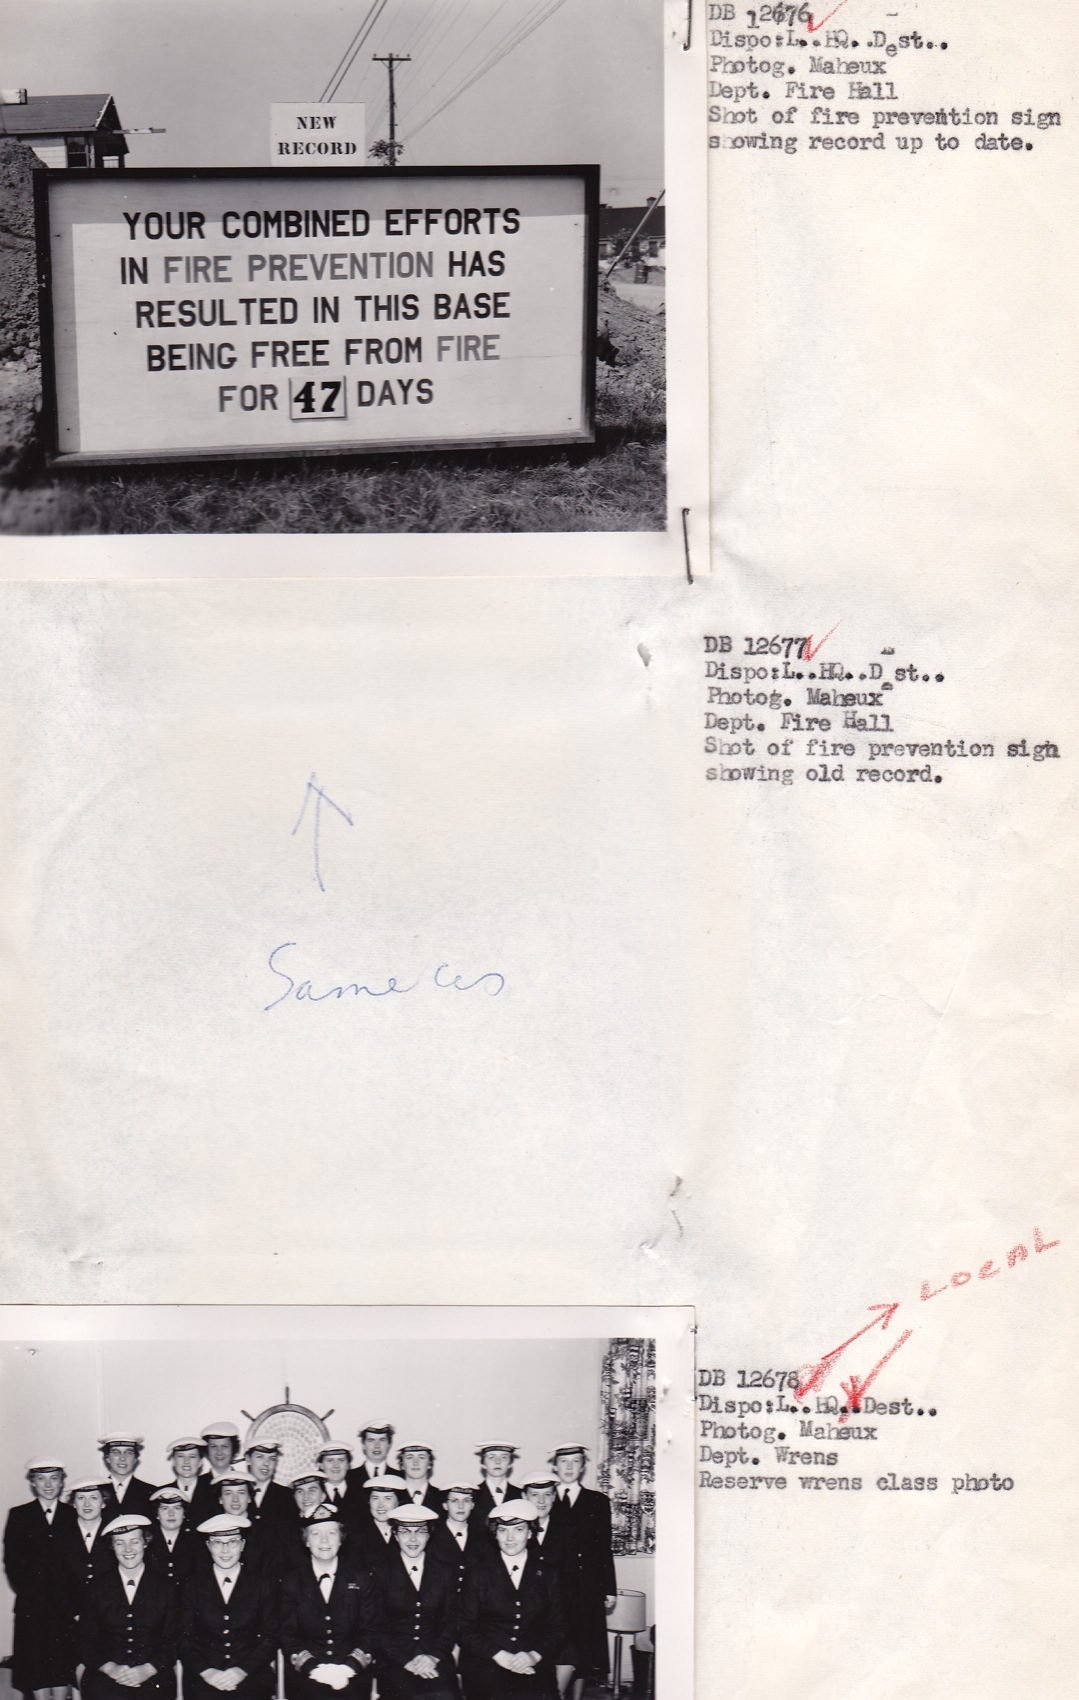 NEW
RECORD
YOUR COMBINED EFFORTS
IN FIRE PREVENTION HAS
RESULTED IN THIS BASE
BEING FREE FROM FIRE
FOR 47 DAYS
DB 12676
Dispo:L..HQ..Dest..
Photog. Maheux
Dept. Fire Hall
Shot of fire prevention sign
showing record up to date.
DB 12677
Dispo:L..HQ..Dest..
Photog. Maheux
Dept. Fire Hall
Shot of fire prevention sign
showing old record.
Same as
LOCAL
DB 12678
Dispo:L..HQ..Dest..
Photog. Maheux
Dept. Wrens
Reserve wrens class photo